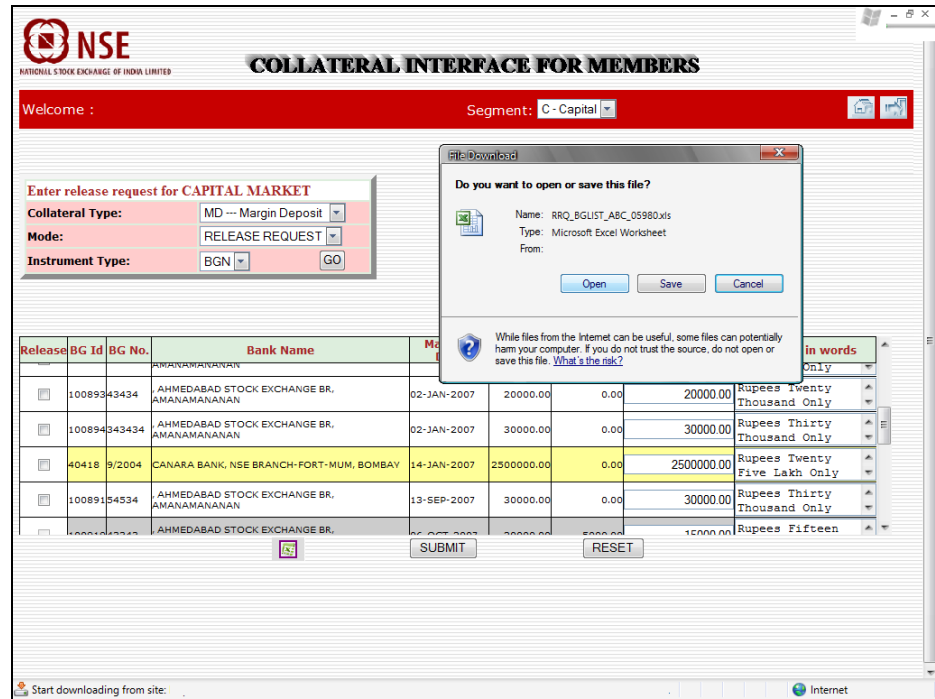 NSE
NATIONAL STOCK EXCHANGE OF INDIA LIMITED
COLLATERAL INTERFACE FOR MEMBERS
Welcome :
Segment: C - Capital
File Download
Do you want to open or save this file?
Name: RRQ_BGLIST_ABC_05980.xls
Type: Microsoft Excel Worksheet
From:
Open Save Cancel
While files from the Internet can be useful, some files can potentially
harm your computer. If you do not trust the source, do not open or
save this file. What's the risk?
Enter release request for CAPITAL MARKET
Collateral Type: MD --- Margin Deposit
Mode: RELEASE REQUEST
Instrument Type: BGN GO
Release BG Id BG No. Bank Name Ma in words
AMANAMANANAN Only
100893 43434 , AHMEDABAD STOCK EXCHANGE BR, AMANAMANANAN 02-JAN-2007 20000.00 0.00 20000.00 Rupees Twenty Thousand Only
100894 343434 , AHMEDABAD STOCK EXCHANGE BR, AMANAMANANAN 02-JAN-2007 30000.00 0.00 30000.00 Rupees Thirty Thousand Only
40418 9/2004 CANARA BANK, NSE BRANCH-FORT-MUM, BOMBAY 14-JAN-2007 2500000.00 0.00 2500000.00 Rupees Twenty Five Lakh Only
100891 54534 , AHMEDABAD STOCK EXCHANGE BR, AMANAMANANAN 13-SEP-2007 30000.00 0.00 30000.00 Rupees Thirty Thousand Only
, AHMEDABAD STOCK EXCHANGE BR, 15000.00 Rupees Fifteen
SUBMIT RESET
Start downloading from site: Internet